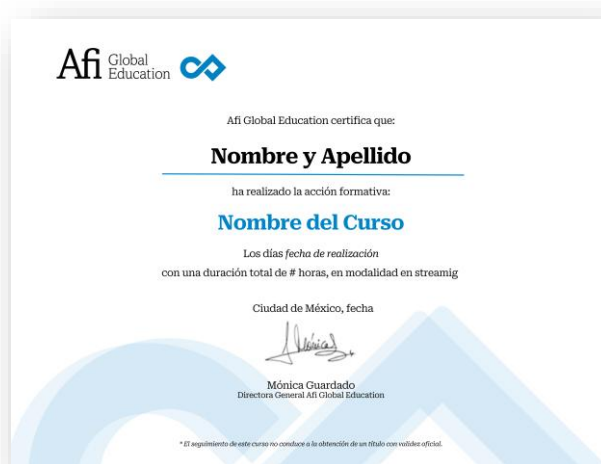 Afi Global
Education
Afi Global Education certifica que:
Nombre y Apellido
ha realizado la acción formativa:
Nombre del Curso
Los días fecha de realización
con una duración total de # horas, en modalidad en streamig
Ciudad de México, fecha
Mónica
Mónica Guardado
Directora General Afi Global Education
* El seguimiento de este curso no conduce a la obtención de un título con validez oficial.